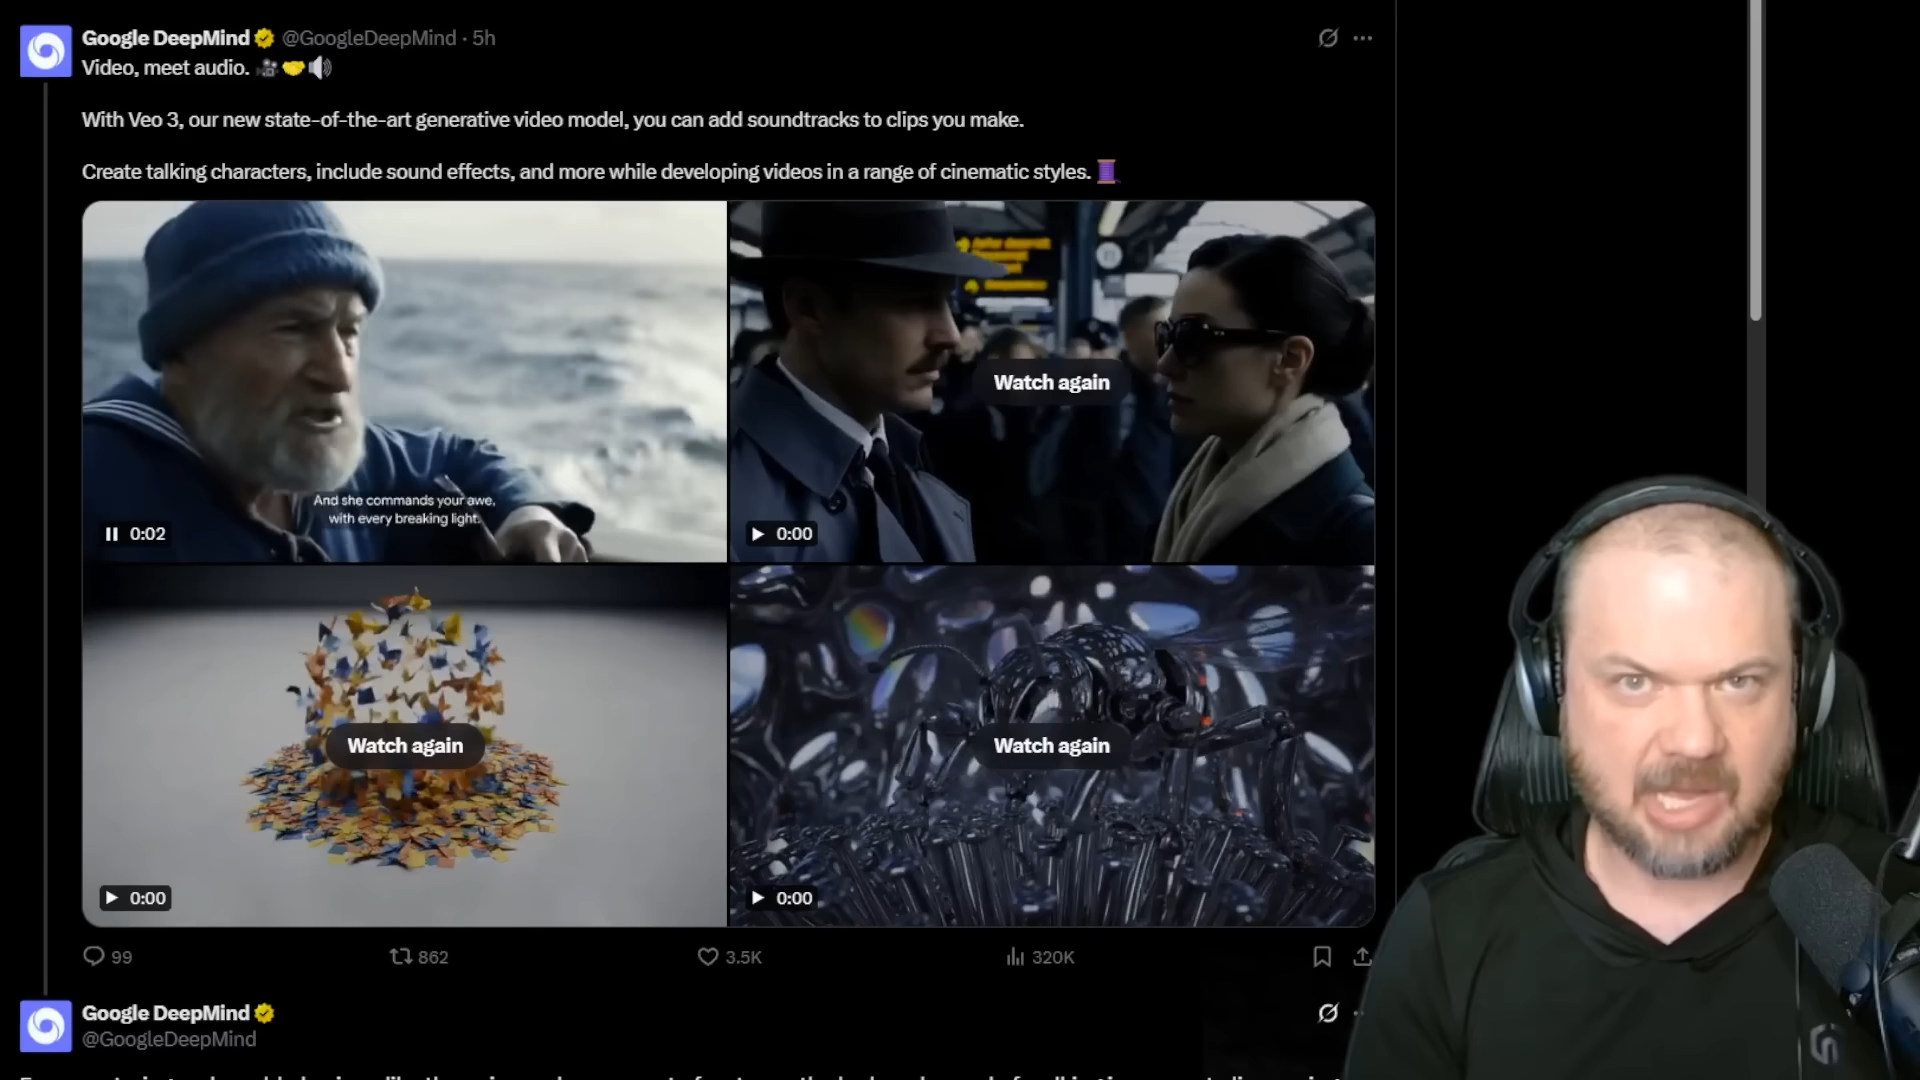 Google DeepMind @GoogleDeepMind · 5h
Video, meet audio. 🎥🤝🔊
With Veo 3, our new state-of-the-art generative video model, you can add soundtracks to clips you make.
Create talking characters, include sound effects, and more while developing videos in a range of cinematic styles. 🧵
Watch again
And she commands your awe,
with every breaking light.
0:02
0:00
Watch again
Watch again
0:00
0:00
99 862 3.5K 320K
Google DeepMind
@GoogleDeepMind